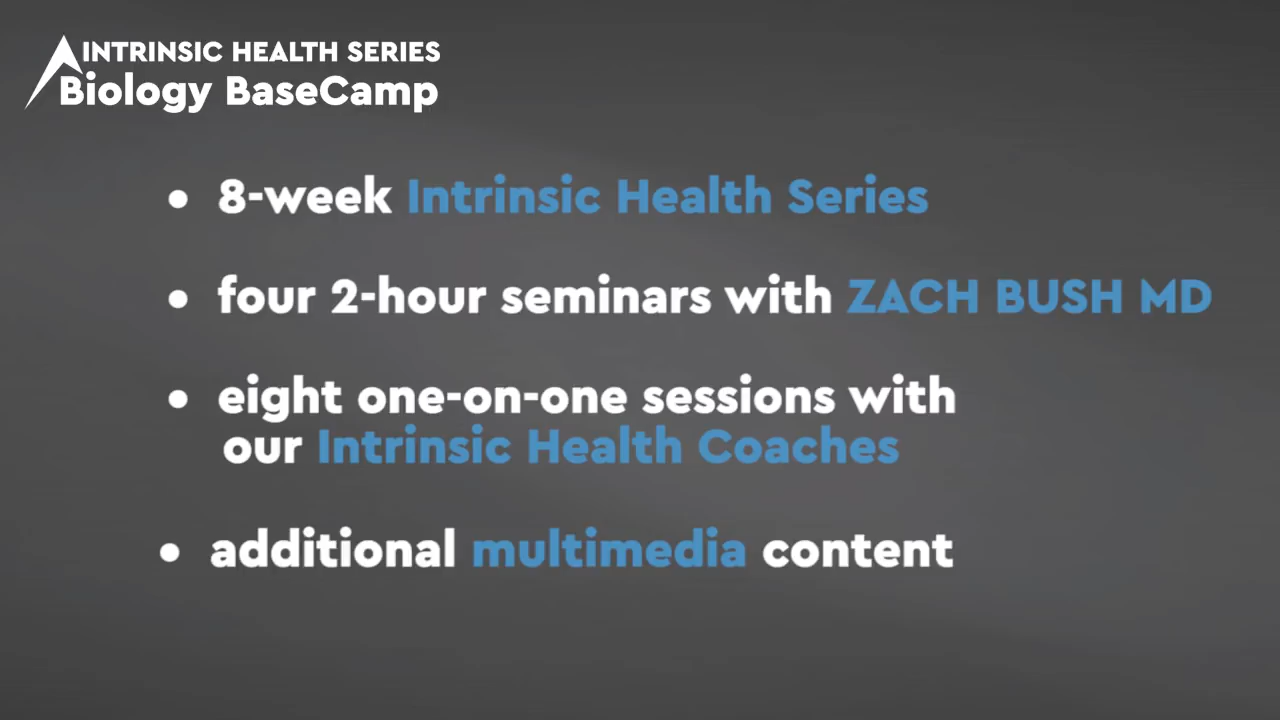 INTRINSIC HEALTH SERIES
Biology BaseCamp
• 8-week Intrinsic Health Series
• four 2-hour seminars with ZACH BUSH MD
• eight one-on-one sessions with
our Intrinsic Health Coaches
• additional multimedia content